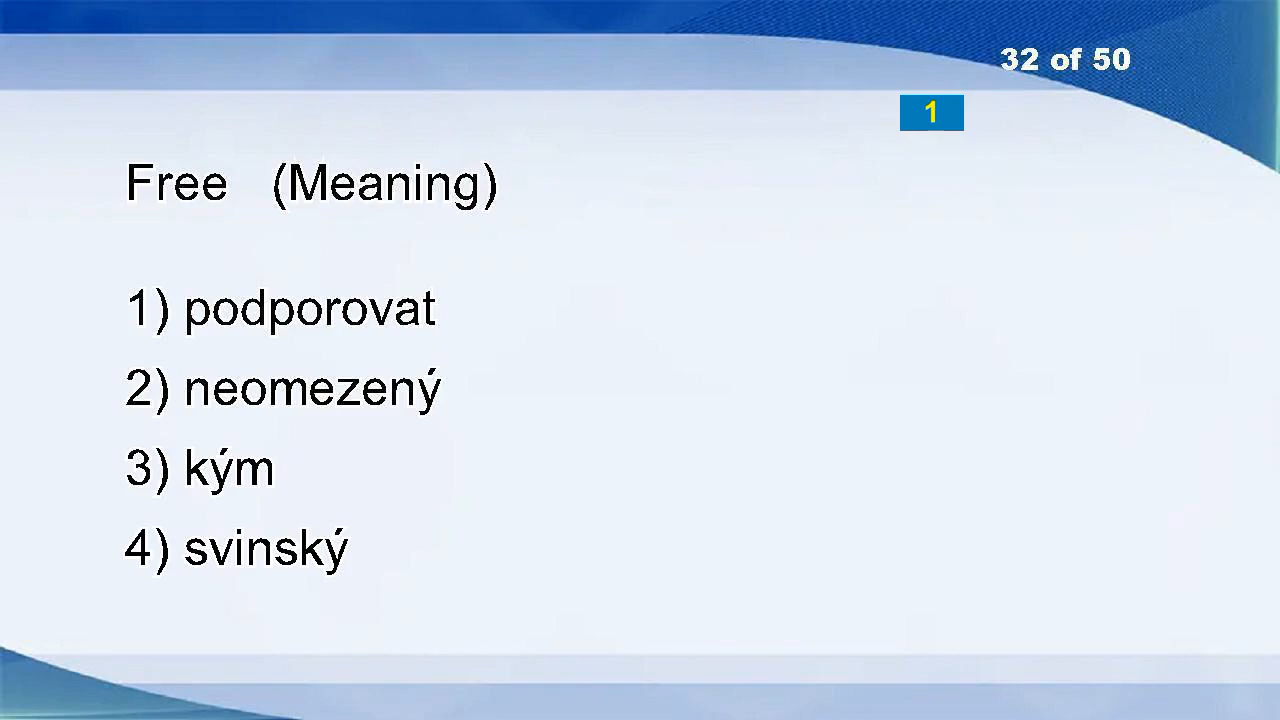 32 of 50
1
Free (Meaning)
1) podporovat
2) neomezený
3) kým
4) svinský